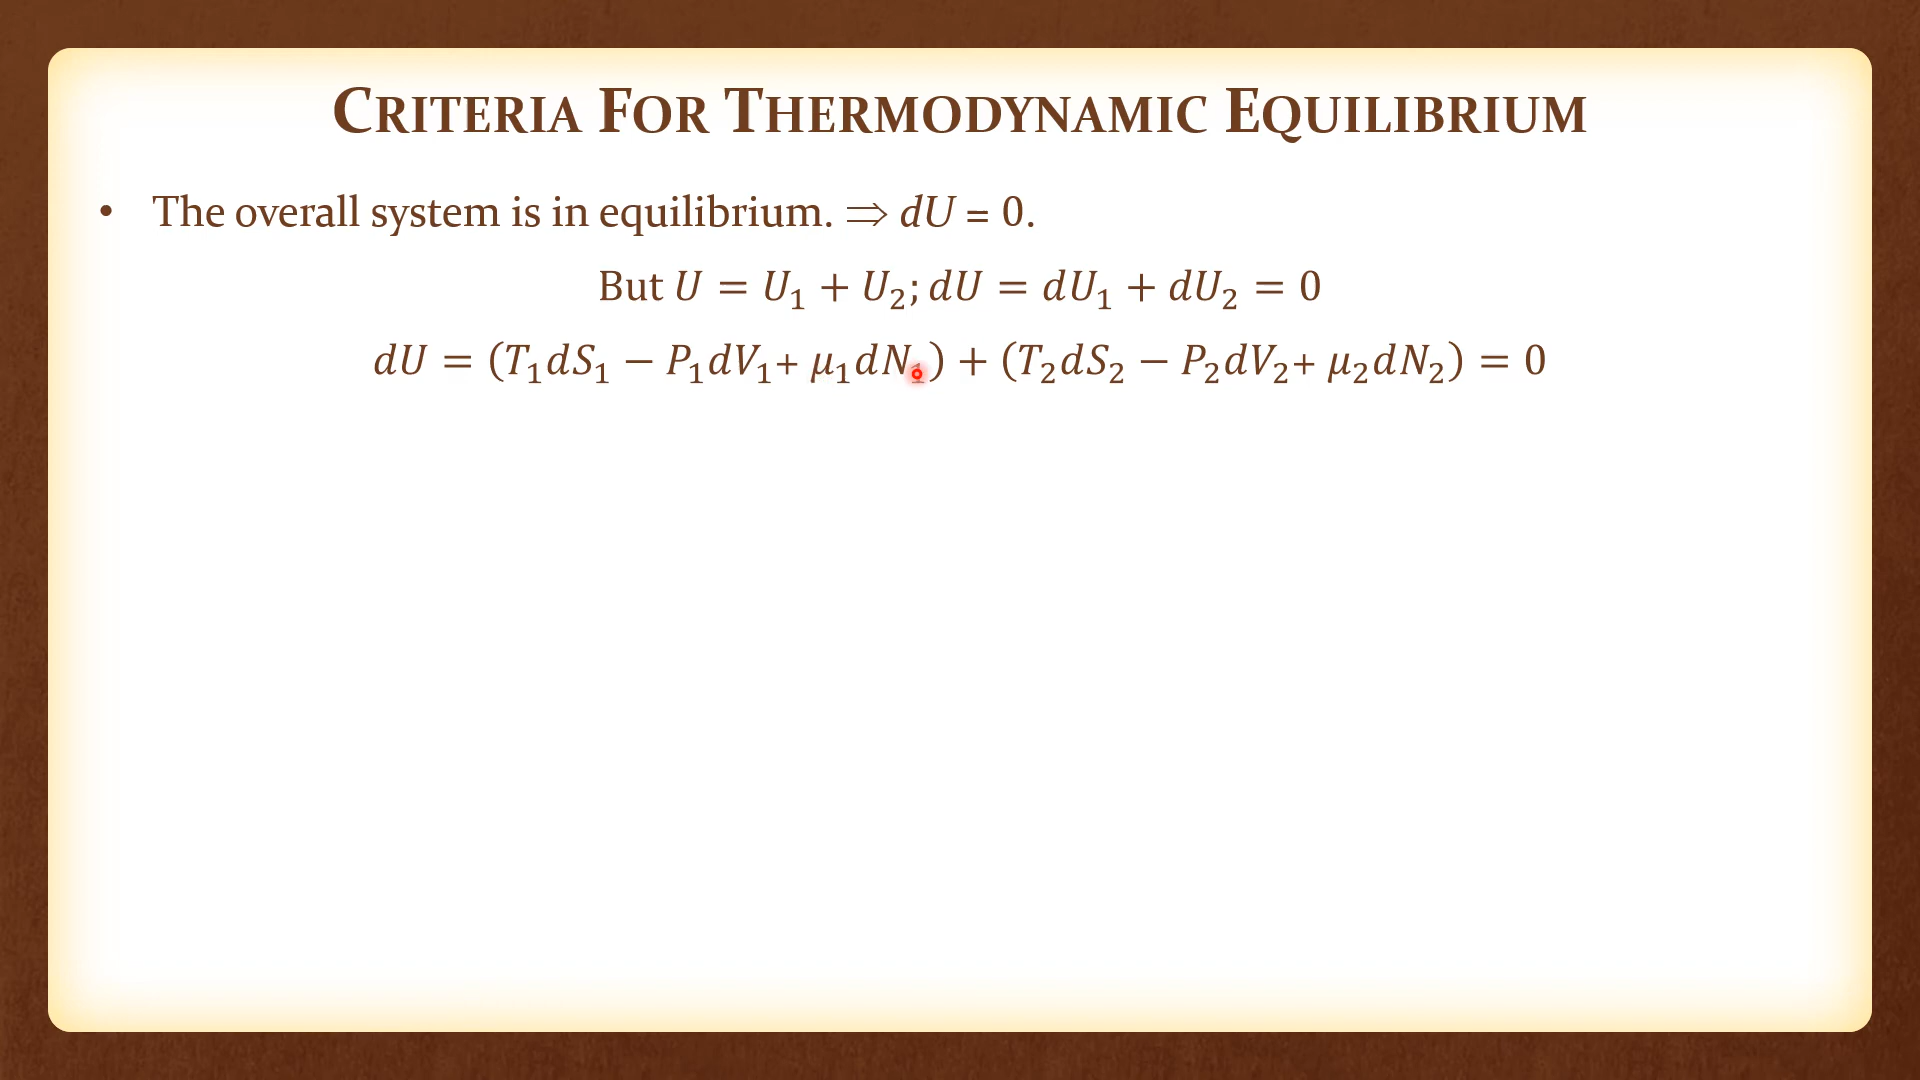 CRITERIA FOR THERMODYNAMIC EQUILIBRIUM
• The overall system is in equilibrium. ⟹ dU = 0.
But U = U₁ + U₂; dU = dU₁ + dU₂ = 0
dU = (T₁dS₁ − P₁dV₁+ μ₁dN₁) + (T₂dS₂ − P₂dV₂+ μ₂dN₂) = 0